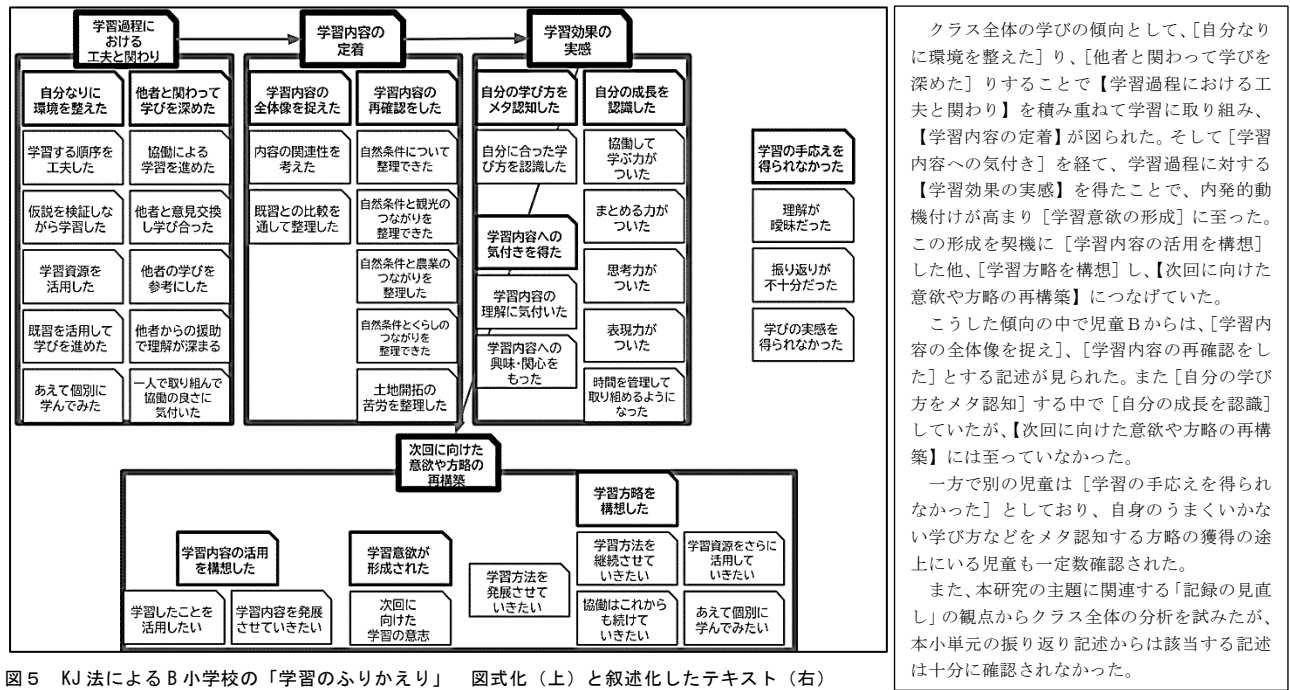 学習過程に
おける
工夫と関わり
学習内容の
定着
学習効果の
実感
自分なりに
環境を整えた
学習する順序を
工夫した
仮説を検証しな
がら学習した
学習資源を
活用した
既習を活用して
学びを進めた
あえて個別に
学んでみた
他者と関わって
学びを深めた
協働による
学習を進めた
他者と意見交換
し学び合った
他者の学びを
参考にした
他者からの援助
で理解が深まる
一人で取り組んで
協働の良さに
気付いた
学習内容の
全体像を捉えた
内容の関連性を
考えた
既習との比較を
通して整理した
学習内容の
再確認をした
自然条件について
整理できた
自然条件と観光の
つながりを
整理できた
自然条件と農業の
つながりを
整理した
自然条件とくらしの
つながりを
整理できた
土地開拓の
苦労を整理した
自分の学び方を
メタ認知した
自分に合った学
び方を認識した
学習内容への
気付きを得た
学習内容の
理解に気付いた
学習内容への
興味・関心を
もった
自分の成長を
認識した
協働して
学ぶ力が
ついた
まとめる力が
ついた
思考力が
ついた
表現力が
ついた
時間を管理して
取り組めるように
なった
学習の手応えを
得られなかった
理解が
曖昧だった
振り返りが
不十分だった
学びの実感を
得られなかった
次回に向けた
意欲や方略の
再構築
学習内容の活用
を構想した
学習したことを
活用したい
学習内容を発展
させていきたい
学習意欲が
形成された
次回に
向けた
学習の意志
学習方略を
構想した
学習方法を
発展させて
いきたい
学習方法を
継続させて
いきたい
学習資源をさらに
活用して
いきたい
協働はこれから
も続けて
いきたい
あえて個別に
学んでみたい
図5 KJ法によるB小学校の「学習のふりかえり」 図式化（上）と叙述化したテキスト（右）
クラス全体の学びの傾向として、［自分なり
に環境を整えた］り、［他者と関わって学びを
深めた］りすることで【学習過程における工
夫と関わり】を積み重ねて学習に取り組み、
【学習内容の定着】が図られた。そして［学習
内容への気付き］を経て、学習過程に対する
【学習効果の実感】を得たことで、内発的動
機付けが高まり［学習意欲の形成］に至った。
この形成を契機に［学習内容の活用を構想］
した他、［学習方略を構想］し、【次回に向けた
意欲や方略の再構築】につなげていた。
こうした傾向の中で児童Bからは、［学習内
容の全体像を捉え］、［学習内容の再確認をし
た］とする記述が見られた。また［自分の学び
方をメタ認知］する中で［自分の成長を認識］
していたが、【次回に向けた意欲や方略の再構
築】には至っていなかった。
一方で別の児童は［学習の手応えを得られ
なかった］としており、自身のうまくいかな
い学び方などをメタ認知する方略の獲得の途
上にいる児童も一定数確認された。
また、本研究の主題に関連する「記録の見直
し」の観点からクラス全体の分析を試みたが、
本小単元の振り返り記述からは該当する記述
は十分に確認されなかった。